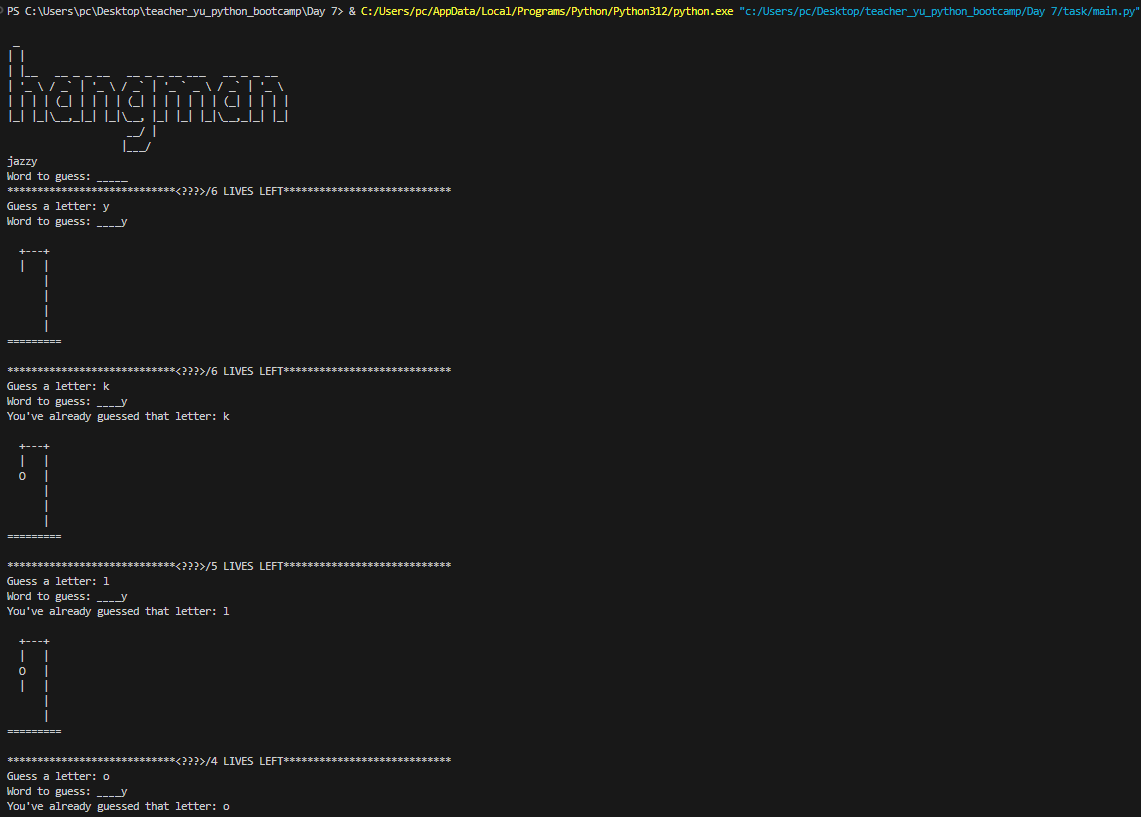 PS C:\Users\pc\Desktop\teacher_yu_python_bootcamp\Day 7> & C:/Users/pc/AppData/Local/Programs/Python/Python312/python.exe "c:/Users/pc/Desktop/teacher_yu_python_bootcamp/Day 7/task/main.py"
 _
| |
| |__   __ _ _ __   __ _ _ __ ___   __ _ _ __
| '_ \ / _` | '_ \ / _` | '_ ` _ \ / _` | '_ \
| | | | (_| | | | | (_| | | | | | | (_| | | | |
|_| |_|\__,_|_| |_|\__, |_| |_| |_|\__,_|_| |_|
                    __/ |
                   |___/
jazzy
Word to guess: _____
****************************<???>/6 LIVES LEFT****************************
Guess a letter: y
Word to guess: ____y
  +---+
  |   |
      |
      |
      |
      |
=========
****************************<???>/6 LIVES LEFT****************************
Guess a letter: k
Word to guess: ____y
You've already guessed that letter: k
  +---+
  |   |
  O   |
      |
      |
      |
=========
****************************<???>/5 LIVES LEFT****************************
Guess a letter: l
Word to guess: ____y
You've already guessed that letter: l
  +---+
  |   |
  O   |
  |   |
      |
      |
=========
****************************<???>/4 LIVES LEFT****************************
Guess a letter: o
Word to guess: ____y
You've already guessed that letter: o